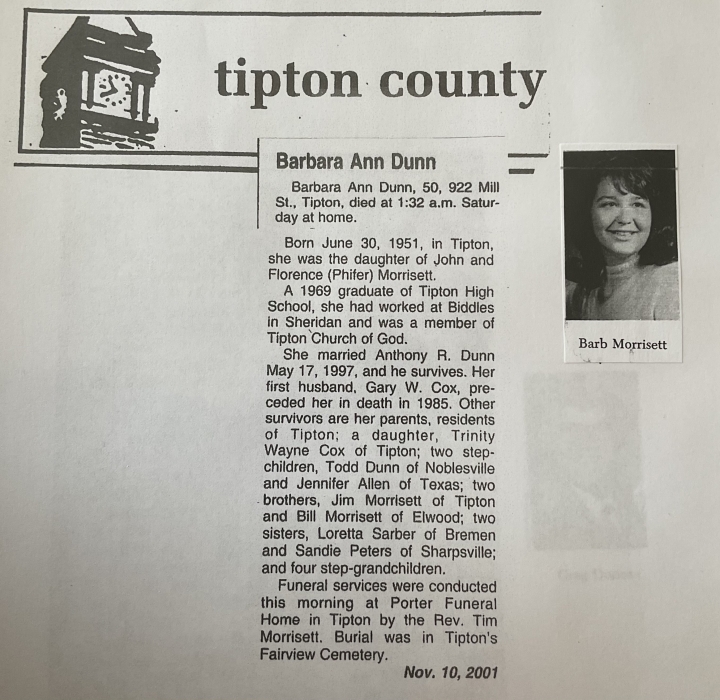 tipton county
Barbara Ann Dunn
Barbara Ann Dunn, 50, 922 Mill
St., Tipton, died at 1:32 a.m. Satur-
day at home.
Born June 30, 1951, in Tipton,
she was the daughter of John and
Florence (Phifer) Morrisett.
A 1969 graduate of Tipton High
School, she had worked at Biddles
in Sheridan and was a member of
Tipton Church of God.
She married Anthony R. Dunn
May 17, 1997, and he survives. Her
first husband, Gary W. Cox, pre-
ceded her in death in 1985. Other
survivors are her parents, residents
of Tipton; a daughter, Trinity
Wayne Cox of Tipton; two step-
children, Todd Dunn of Noblesville
and Jennifer Allen of Texas; two
brothers, Jim Morrisett of Tipton
and Bill Morrisett of Elwood; two
sisters, Loretta Sarber of Bremen
and Sandie Peters of Sharpsville;
and four step-grandchildren.
Funeral services were conducted
this morning at Porter Funeral
Home in Tipton by the Rev. Tim
Morrisett. Burial was in Tipton's
Fairview Cemetery.
Nov. 10, 2001
Barb Morrisett